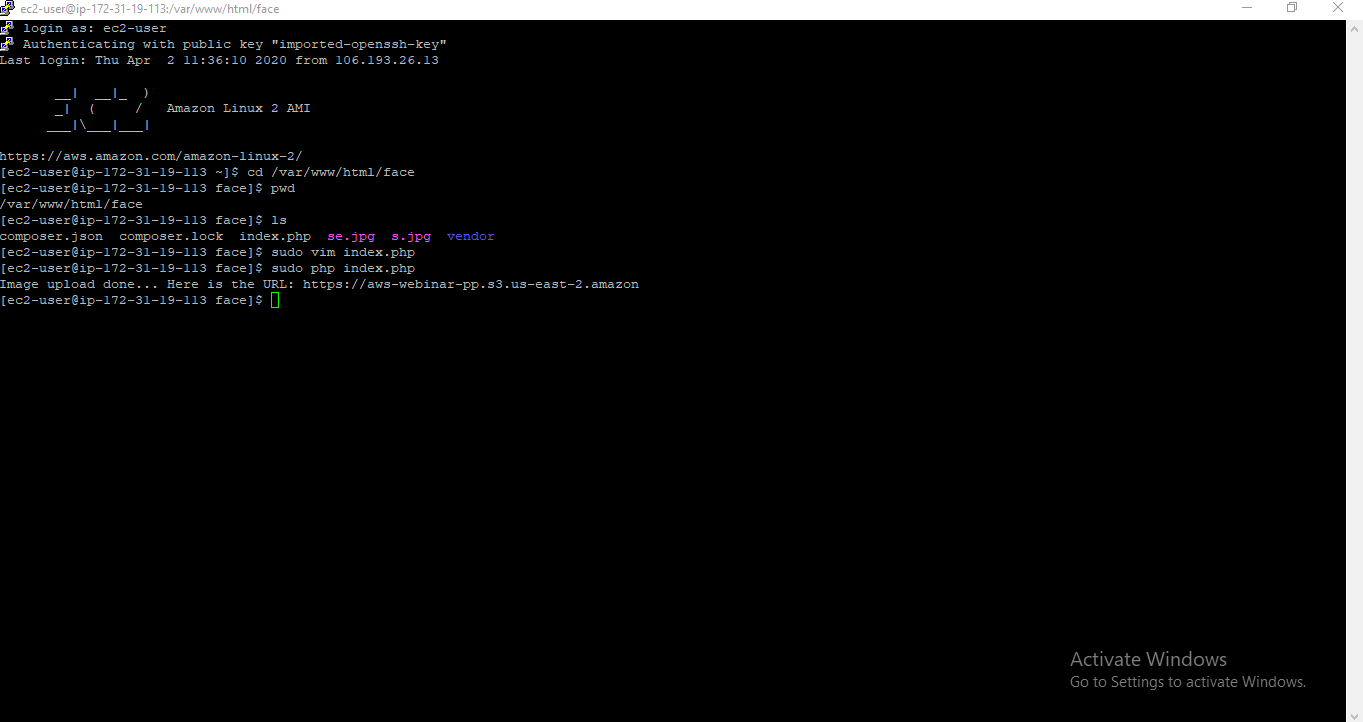 ec2-user@ip-172-31-19-113:/var/www/html/face
login as: ec2-user
Authenticating with public key "imported-openssh-key"
Last login: Thu Apr  2 11:36:10 2020 from 106.193.26.13
       __|  __|_  )
       _|  (     /   Amazon Linux 2 AMI
      ___|\___|___|
https://aws.amazon.com/amazon-linux-2/
[ec2-user@ip-172-31-19-113 ~]$ cd /var/www/html/face
[ec2-user@ip-172-31-19-113 face]$ pwd
/var/www/html/face
[ec2-user@ip-172-31-19-113 face]$ ls
composer.json  composer.lock  index.php  se.jpg  s.jpg  vendor
[ec2-user@ip-172-31-19-113 face]$ sudo vim index.php
[ec2-user@ip-172-31-19-113 face]$ sudo php index.php
Image upload done... Here is the URL: https://aws-webinar-pp.s3.us-east-2.amazon
[ec2-user@ip-172-31-19-113 face]$
Activate Windows
Go to Settings to activate Windows.